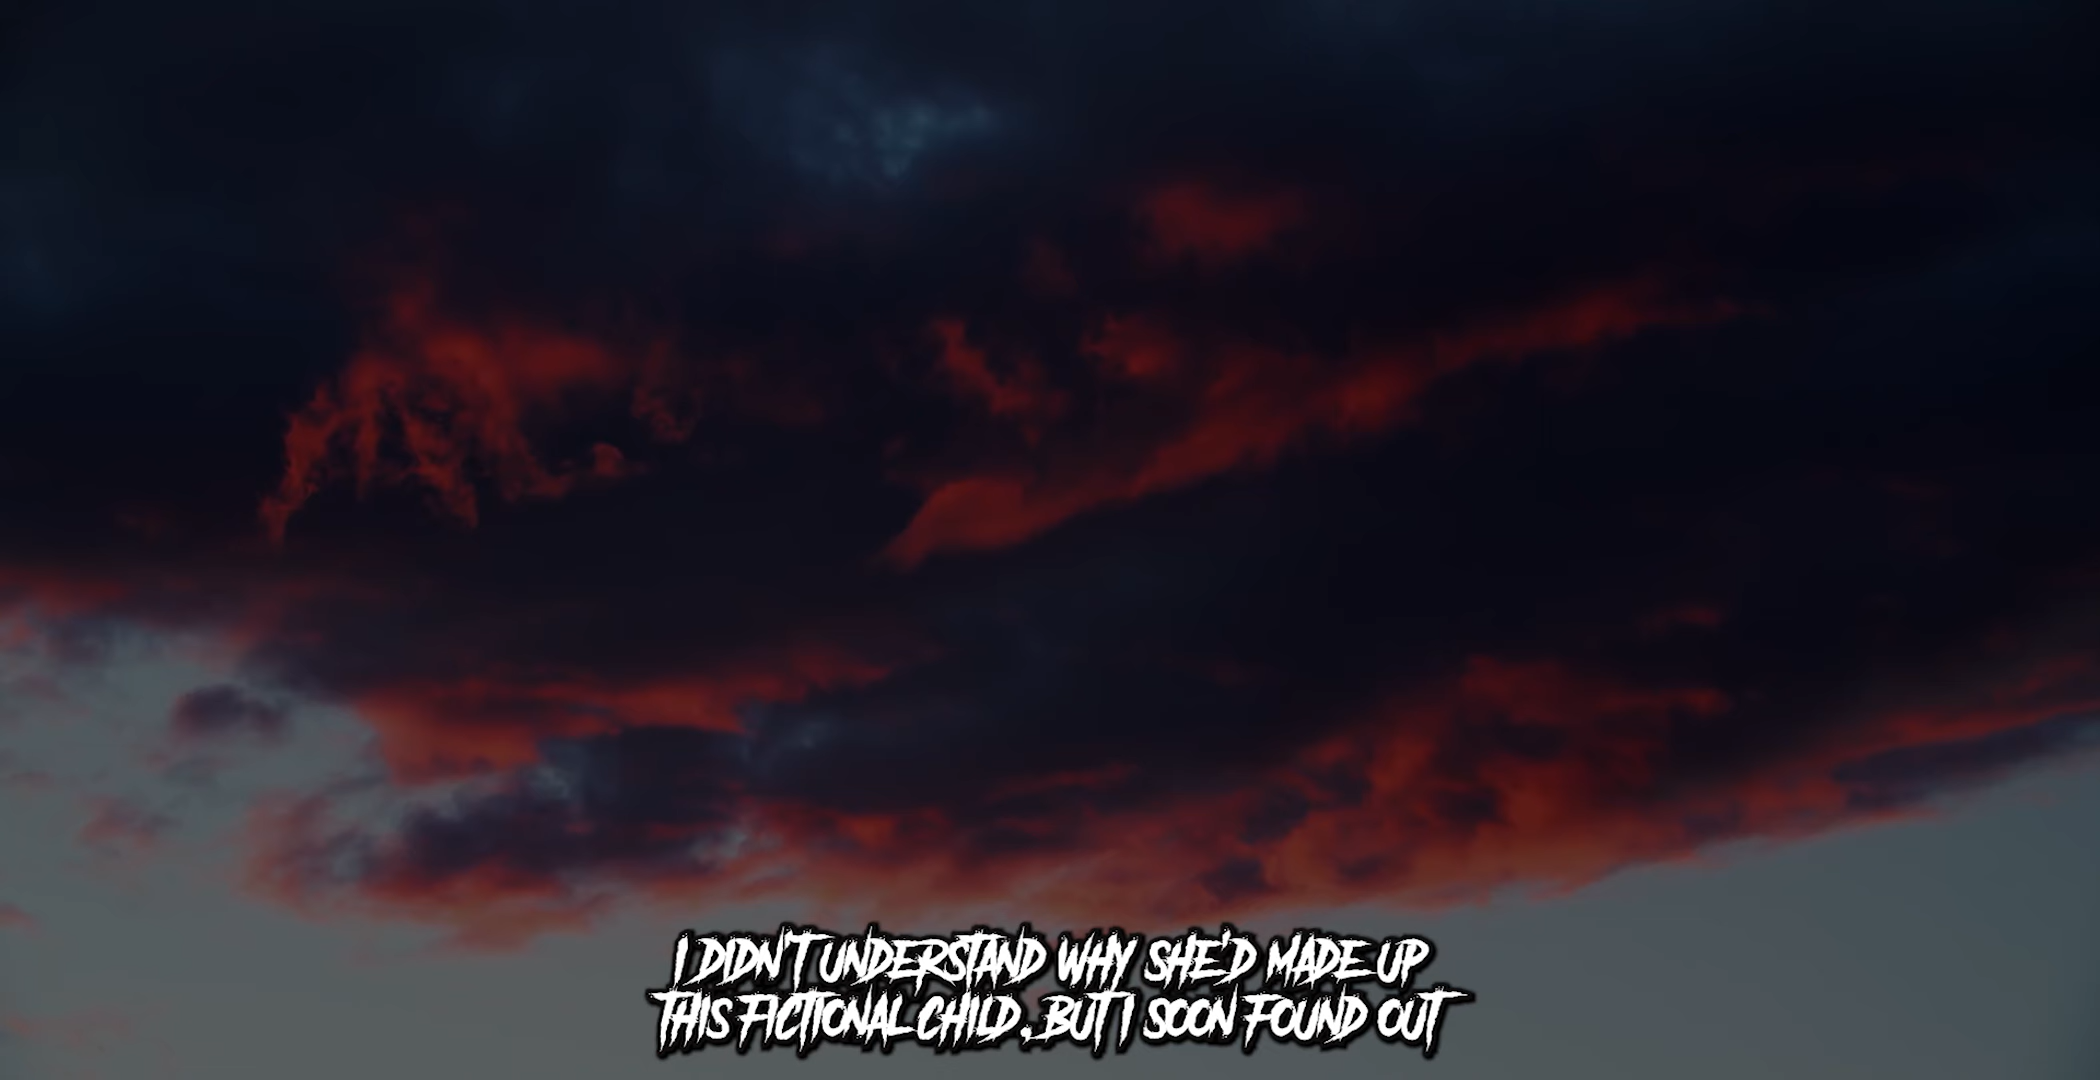 I DIDN'T UNDERSTAND WHY SHE'D MADE UP
THIS FICTIONAL CHILD, BUT I SOON FOUND OUT